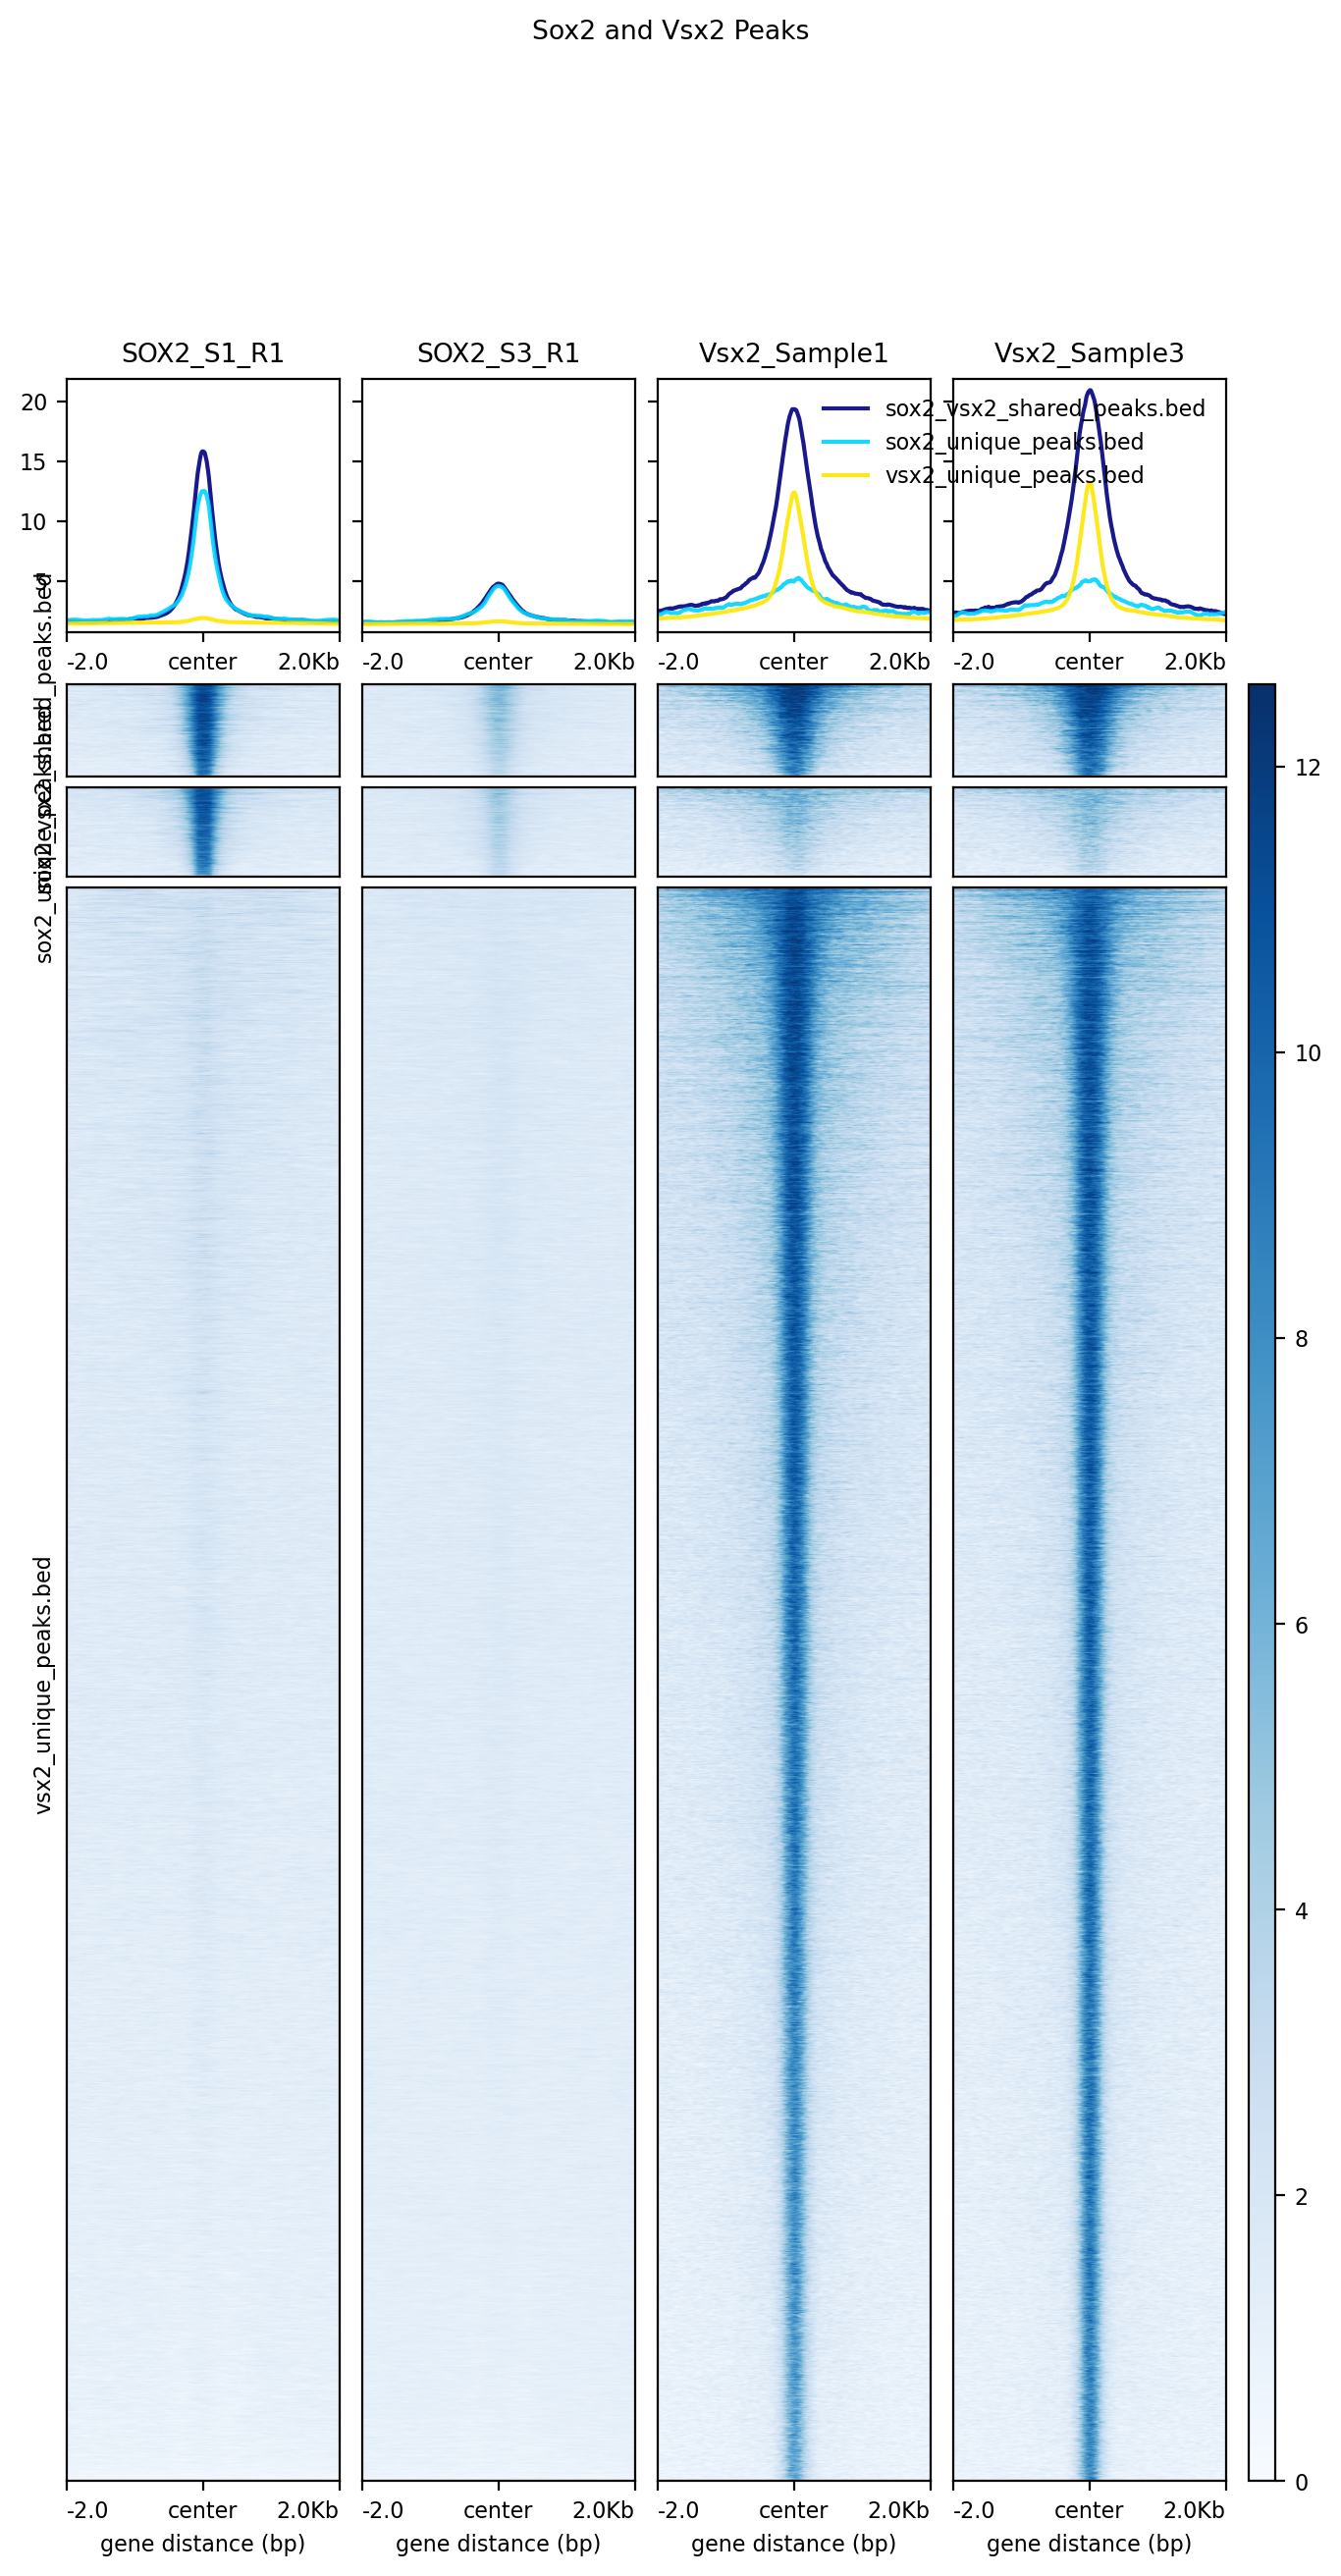 Sox2 and Vsx2 Peaks
SOX2_S1_R1
SOX2_S3_R1
Vsx2_Sample1
Vsx2_Sample3
20
15
10
5
sox2_vsx2_shared_peaks.bed
sox2_unique_peaks.bed
vsx2_unique_peaks.bed
-2.0 center 2.0Kb
-2.0 center 2.0Kb
-2.0 center 2.0Kb
-2.0 center 2.0Kb
sox2_vsx2_shared_peaks.bed
sox2_unique_peaks.bed
vsx2_unique_peaks.bed
12
10
8
6
4
2
0
-2.0 center 2.0Kb
-2.0 center 2.0Kb
-2.0 center 2.0Kb
-2.0 center 2.0Kb
gene distance (bp)
gene distance (bp)
gene distance (bp)
gene distance (bp)